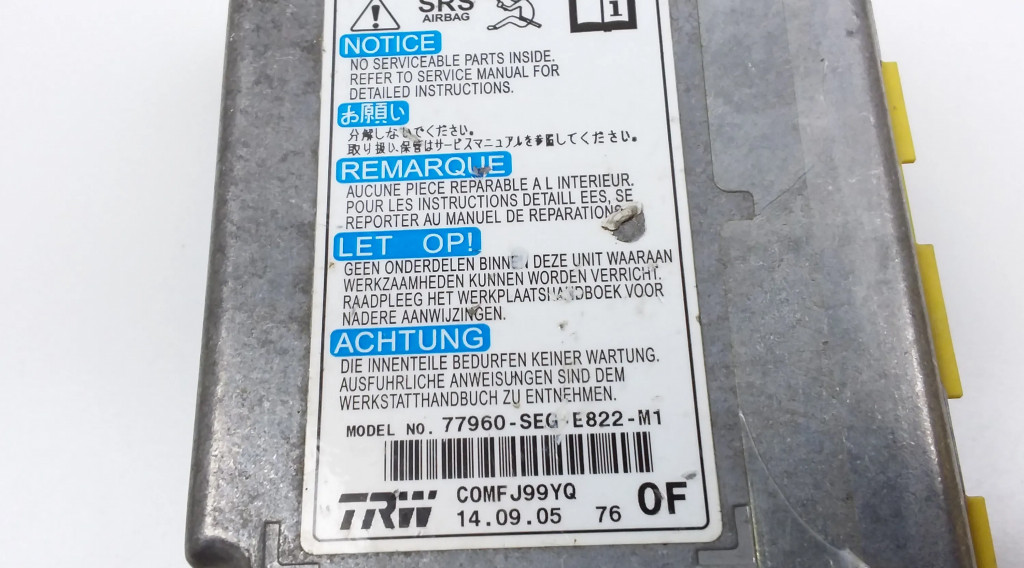 SRS
AIRBAG
i
NOTICE
NO SERVICEABLE PARTS INSIDE.
REFER TO SERVICE MANUAL FOR
DETAILED INSTRUCTIONS.
お願い
分解しないでください。
取り扱い、保管はサービスマニュアルを参照してください。
REMARQUE
AUCUNE PIECE REPARABLE A L INTERIEUR.
POUR LES INSTRUCTIONS DETAILL EES, SE
REPORTER AU MANUEL DE REPARATIONS
LET OP!
GEEN ONDERDELEN BINNEN DEZE UNIT WAARAAN
WERKZAAMHEDEN KUNNEN WORDEN VERRICHT.
RAADPLEEG HET WERKPLAATSHANDBOEK VOOR
NADERE AANWIJZINGEN.
ACHTUNG
DIE INNENTEILE BEDURFEN KEINER WARTUNG.
AUSFUHRLICHE ANWEISUNGEN SIND DEM
WERKSTATTHANDBUCH ZU ENTNEHMEN.
MODEL NO. 77960-SEG-E822-M1
TRW C0MFJ99YQ 0F
14.09.05 76